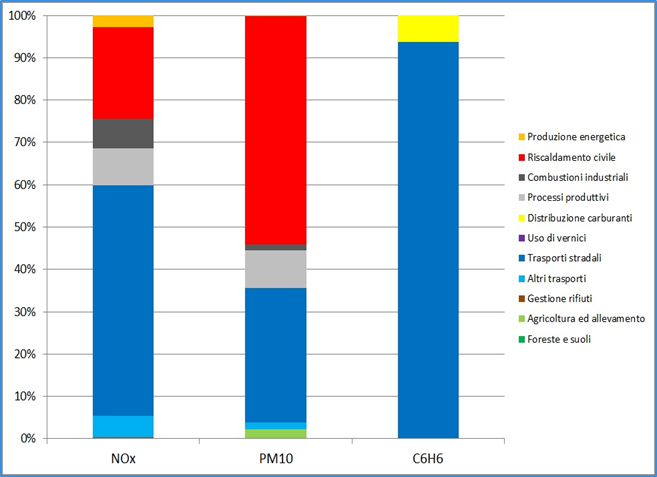 100%
90%
80%
70%
60%
50%
40%
30%
20%
10%
0%
NOx
PM10
C6H6
Produzione energetica
Riscaldamento civile
Combustioni industriali
Processi produttivi
Distribuzione carburanti
Uso di vernici
Trasporti stradali
Altri trasporti
Gestione rifiuti
Agricoltura ed allevamento
Foreste e suoli